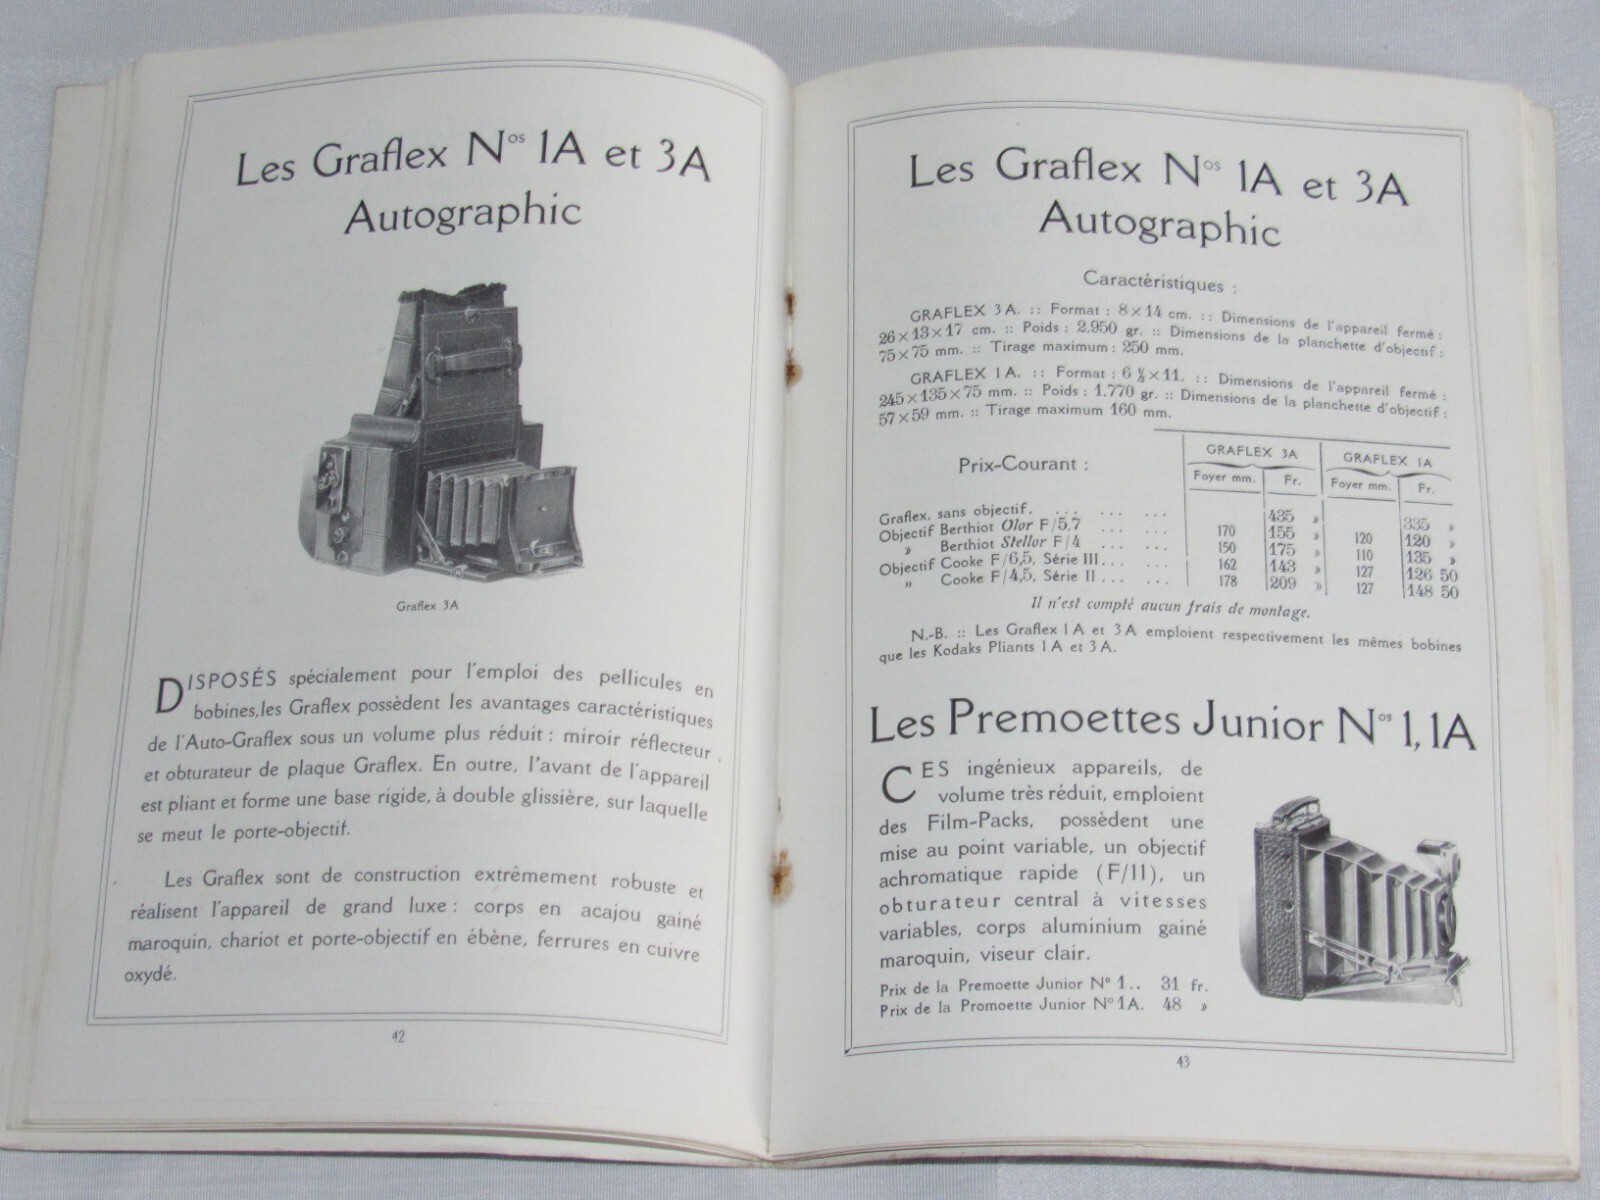 Les Graflex Nos 1A et 3A
Autographic
Graflex 3A
DISPOSÉS spécialement pour l'emploi des pellicules en
bobines,les Graflex possèdent les avantages caractéristiques
de l'Auto-Graflex sous un volume plus réduit : miroir réflecteur
et obturateur de plaque Graflex. En outre, l'avant de l'appareil
est pliant et forme une base rigide, à double glissière, sur laquelle
se meut le porte-objectif.
Les Graflex sont de construction extrêmement robuste et
réalisent l'appareil de grand luxe : corps en acajou gainé
maroquin, chariot et porte-objectif en ébène, ferrures en cuivre
oxydé.
42
Les Graflex Nos 1A et 3A
Autographic
Caractéristiques :
GRAFLEX 3A. :: Format : 8×14 cm. :: Dimensions de l'appareil fermé :
26×13×17 cm. :: Poids : 2.950 gr. :: Dimensions de la planchette d'objectif :
75×75 mm. :: Tirage maximum : 250 mm.
GRAFLEX 1A. :: Format : 6 ½×11. :: Dimensions de l'appareil fermé :
245×135×75 mm. :: Poids : 1.770 gr. :: Dimensions de la planchette d'objectif :
57×59 mm. :: Tirage maximum 160 mm.
Prix-Courant :
GRAFLEX 3A GRAFLEX 1A
Foyer mm. Fr. Foyer mm. Fr.
Graflex, sans objectif. ... ... ... 435 » 335 »
Objectif Berthiot Olor F/5,7 ... ... 170 155 » 120 120 »
» Berthiot Stellor F/4 ... ... 150 175 » 110 135 »
Objectif Cooke F/6,5, Série III... ... 162 143 » 127 126 50
» Cooke F/4,5, Série II... ... 178 209 » 127 148 50
Il n'est compté aucun frais de montage.
N.-B. :: Les Graflex 1A et 3A emploient respectivement les mêmes bobines
que les Kodaks Pliants 1A et 3A.
Les Premoettes Junior Nos 1, 1A
CES ingénieux appareils, de
volume très réduit, emploient
des Film-Packs, possèdent une
mise au point variable, un objectif
achromatique rapide (F/11), un
obturateur central à vitesses
variables, corps aluminium gainé
maroquin, viseur clair.
Prix de la Premoette Junior N° 1.. 31 fr.
Prix de la Promoette Junior N° 1A. 48 »
43